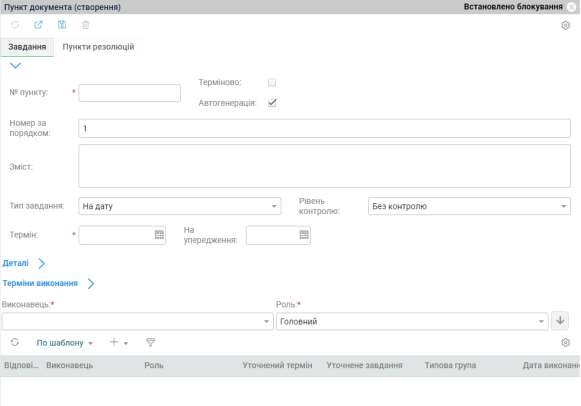 Пункт документа (створення)
Встановлено блокування
Завдання
Пункти резолюцій
№ пункту: *
Терміново:
Автогенерація:
Номер за порядком:
1
Зміст:
Тип завдання:
На дату
Рівень контролю:
Без контролю
Термін: *
На упередження:
Деталі
Терміни виконання
Виконавець:*
Роль:*
Головний
По шаблону
Відпові... Виконавець Роль Уточнений термін Уточнене завдання Типова група Дата виконанн